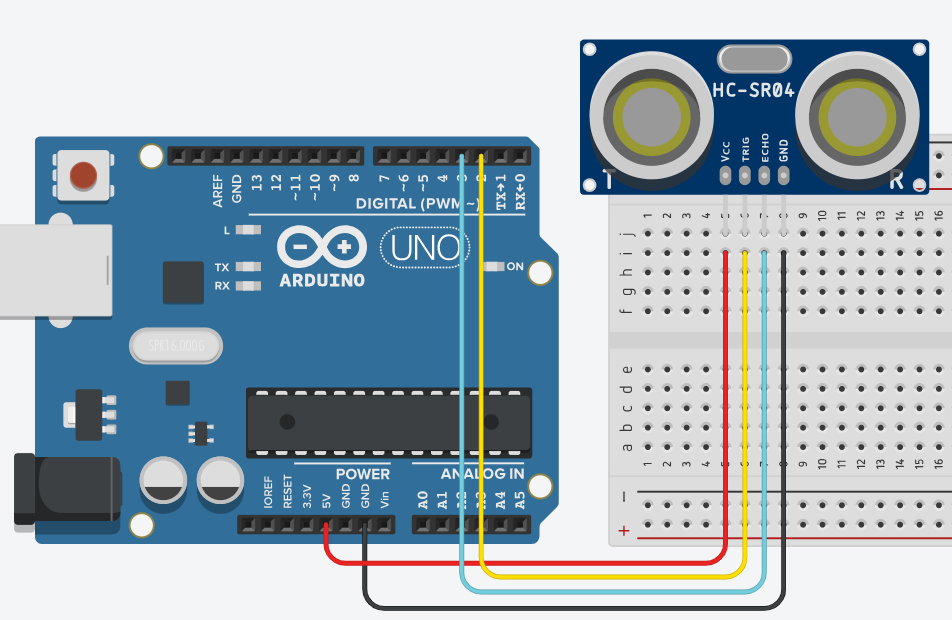 HC-SR04
VCC
TRIG
ECHO
GND
T
R
AREF
GND
13
12
~11
~10
~9
8
7
~6
~5
4
3
2
TX→1
RX←0
DIGITAL (PWM ~)
L
TX
RX
UNO
ON
ARDUINO
SPK16.000G
POWER
ANALOG IN
IOREF
RESET
3.3V
5V
GND
GND
Vin
A0
A1
A2
A3
A4
A5
1 2 3 4 5 6 7 8 9 10 11 12 13 14 15 16
j
i
h
g
f
e
d
c
b
a
1 2 3 4 5 6 7 8 9 10 11 12 13 14 15 16
−
+